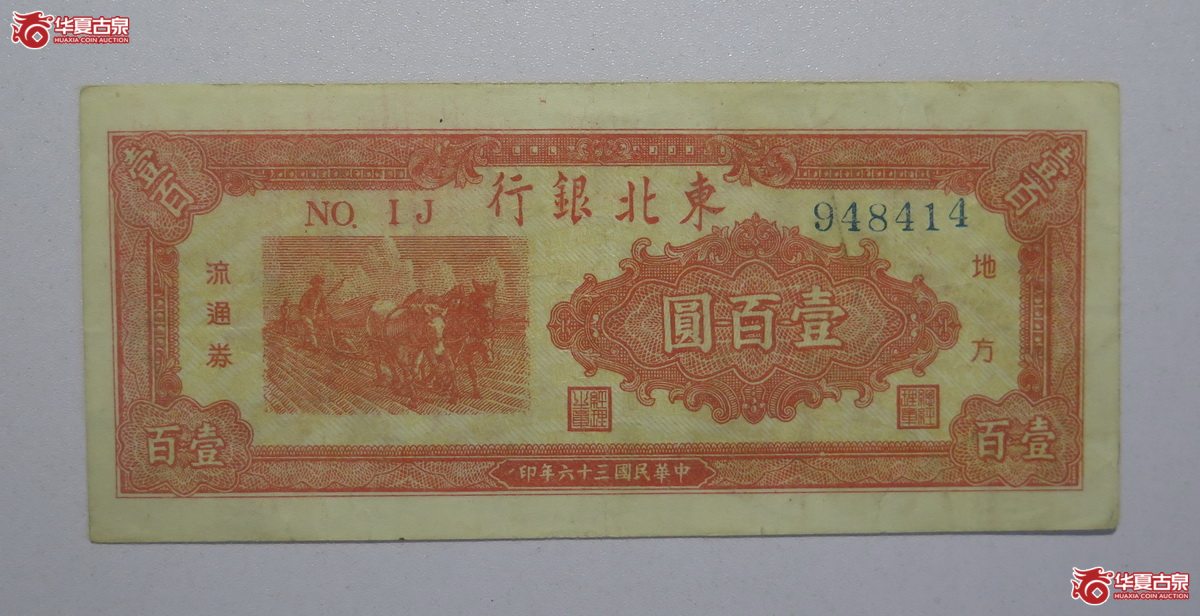 华夏古泉
HUAXIA COIN AUCTION
壹百
壹百
東北銀行
NO. IJ
948414
地方
流通券
壹百圓
壹百
壹百
中華民國三十六年印
华夏古泉
HUAXIA COIN AUCTION